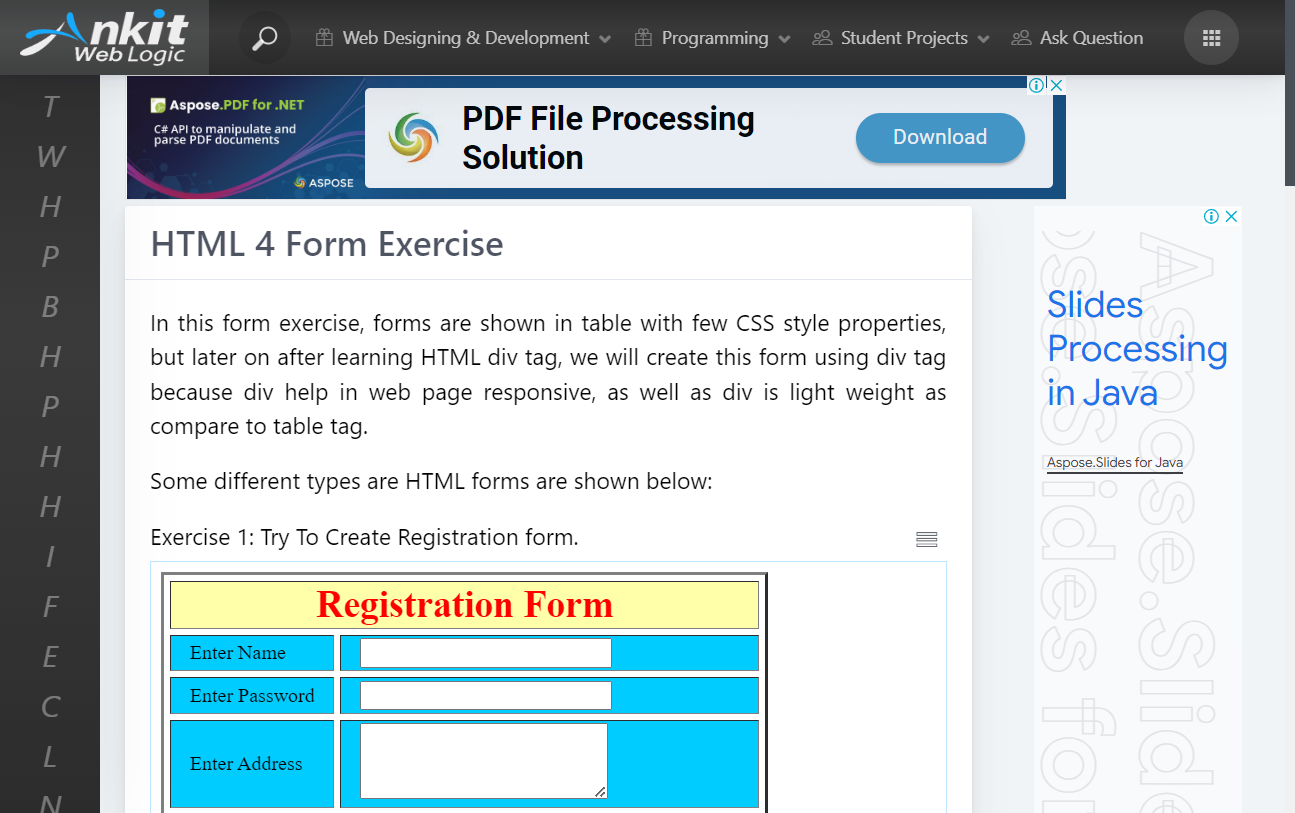 Ankit
Web Logic
Web Designing & Development
Programming
Student Projects
Ask Question
T
W
H
P
B
H
P
H
H
I
F
E
C
L
N
Aspose.PDF for .NET
C# API to manipulate and
parse PDF documents
ASPOSE
PDF File Processing
Solution
Download
HTML 4 Form Exercise
In this form exercise, forms are shown in table with few CSS style properties,
but later on after learning HTML div tag, we will create this form using div tag
because div help in web page responsive, as well as div is light weight as
compare to table tag.
Some different types are HTML forms are shown below:
Exercise 1: Try To Create Registration form.
Registration Form
Enter Name
Enter Password
Enter Address
Slides
Processing
in Java
Aspose.Slides for Java